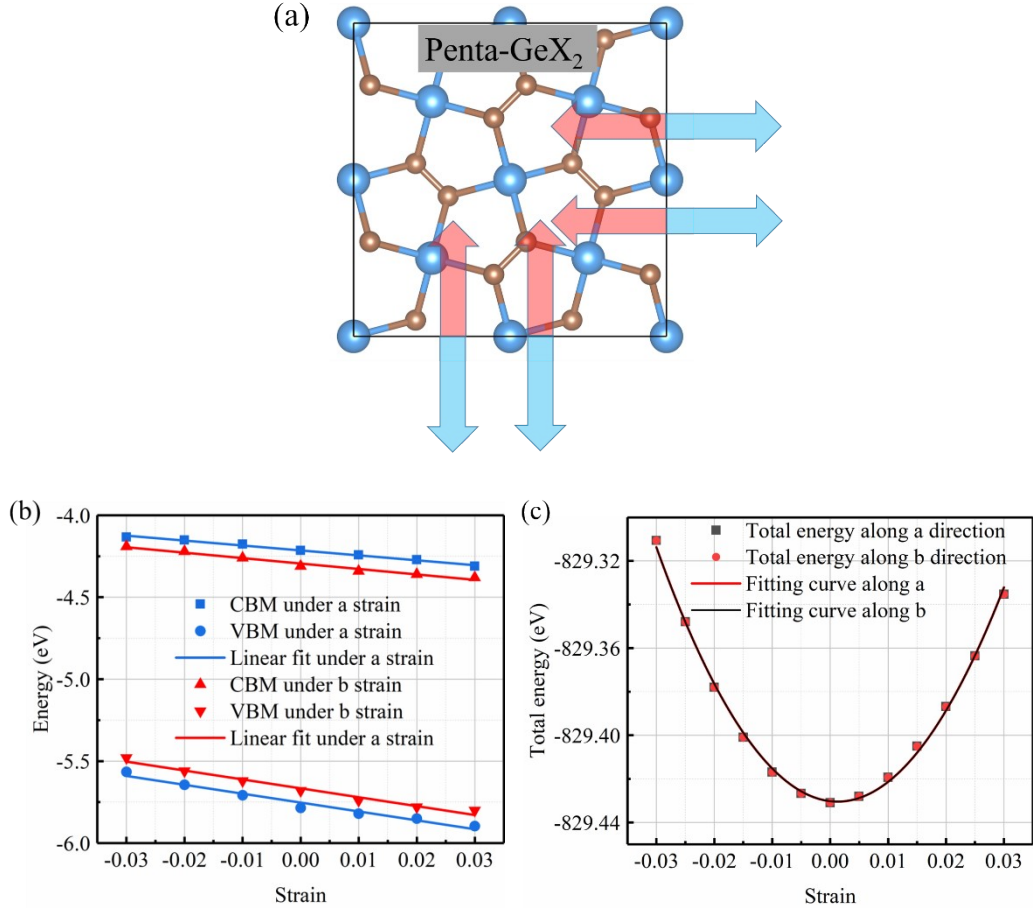 (a)
Penta-GeX₂
(b)
-4.0
-4.5
-5.0
-5.5
-6.0
Energy (eV)
CBM under a strain
VBM under a strain
Linear fit under a strain
CBM under b strain
VBM under b strain
Linear fit under a strain
-0.03 -0.02 -0.01 0.00 0.01 0.02 0.03
Strain
(c)
-829.32
-829.36
-829.40
-829.44
Total energy (eV)
Total energy along a direction
Total energy along b direction
Fitting curve along a
Fitting curve along b
-0.03 -0.02 -0.01 0.00 0.01 0.02 0.03
Strain